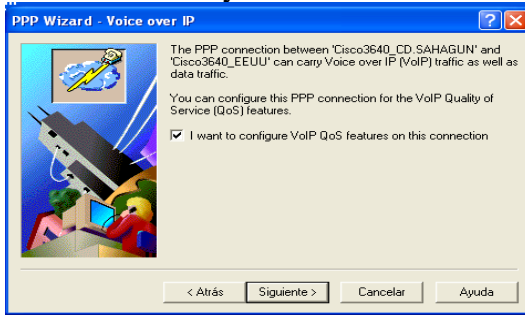 PPP Wizard - Voice over IP
The PPP connection between 'Cisco3640_CD.SAHAGUN' and
'Cisco3640_EEUU' can carry Voice over IP (VoIP) traffic as well as
data traffic.
You can configure this PPP connection for the VoIP Quality of
Service (QoS) features.
I want to configure VoIP QoS features on this connection
< Atrás Siguiente > Cancelar Ayuda